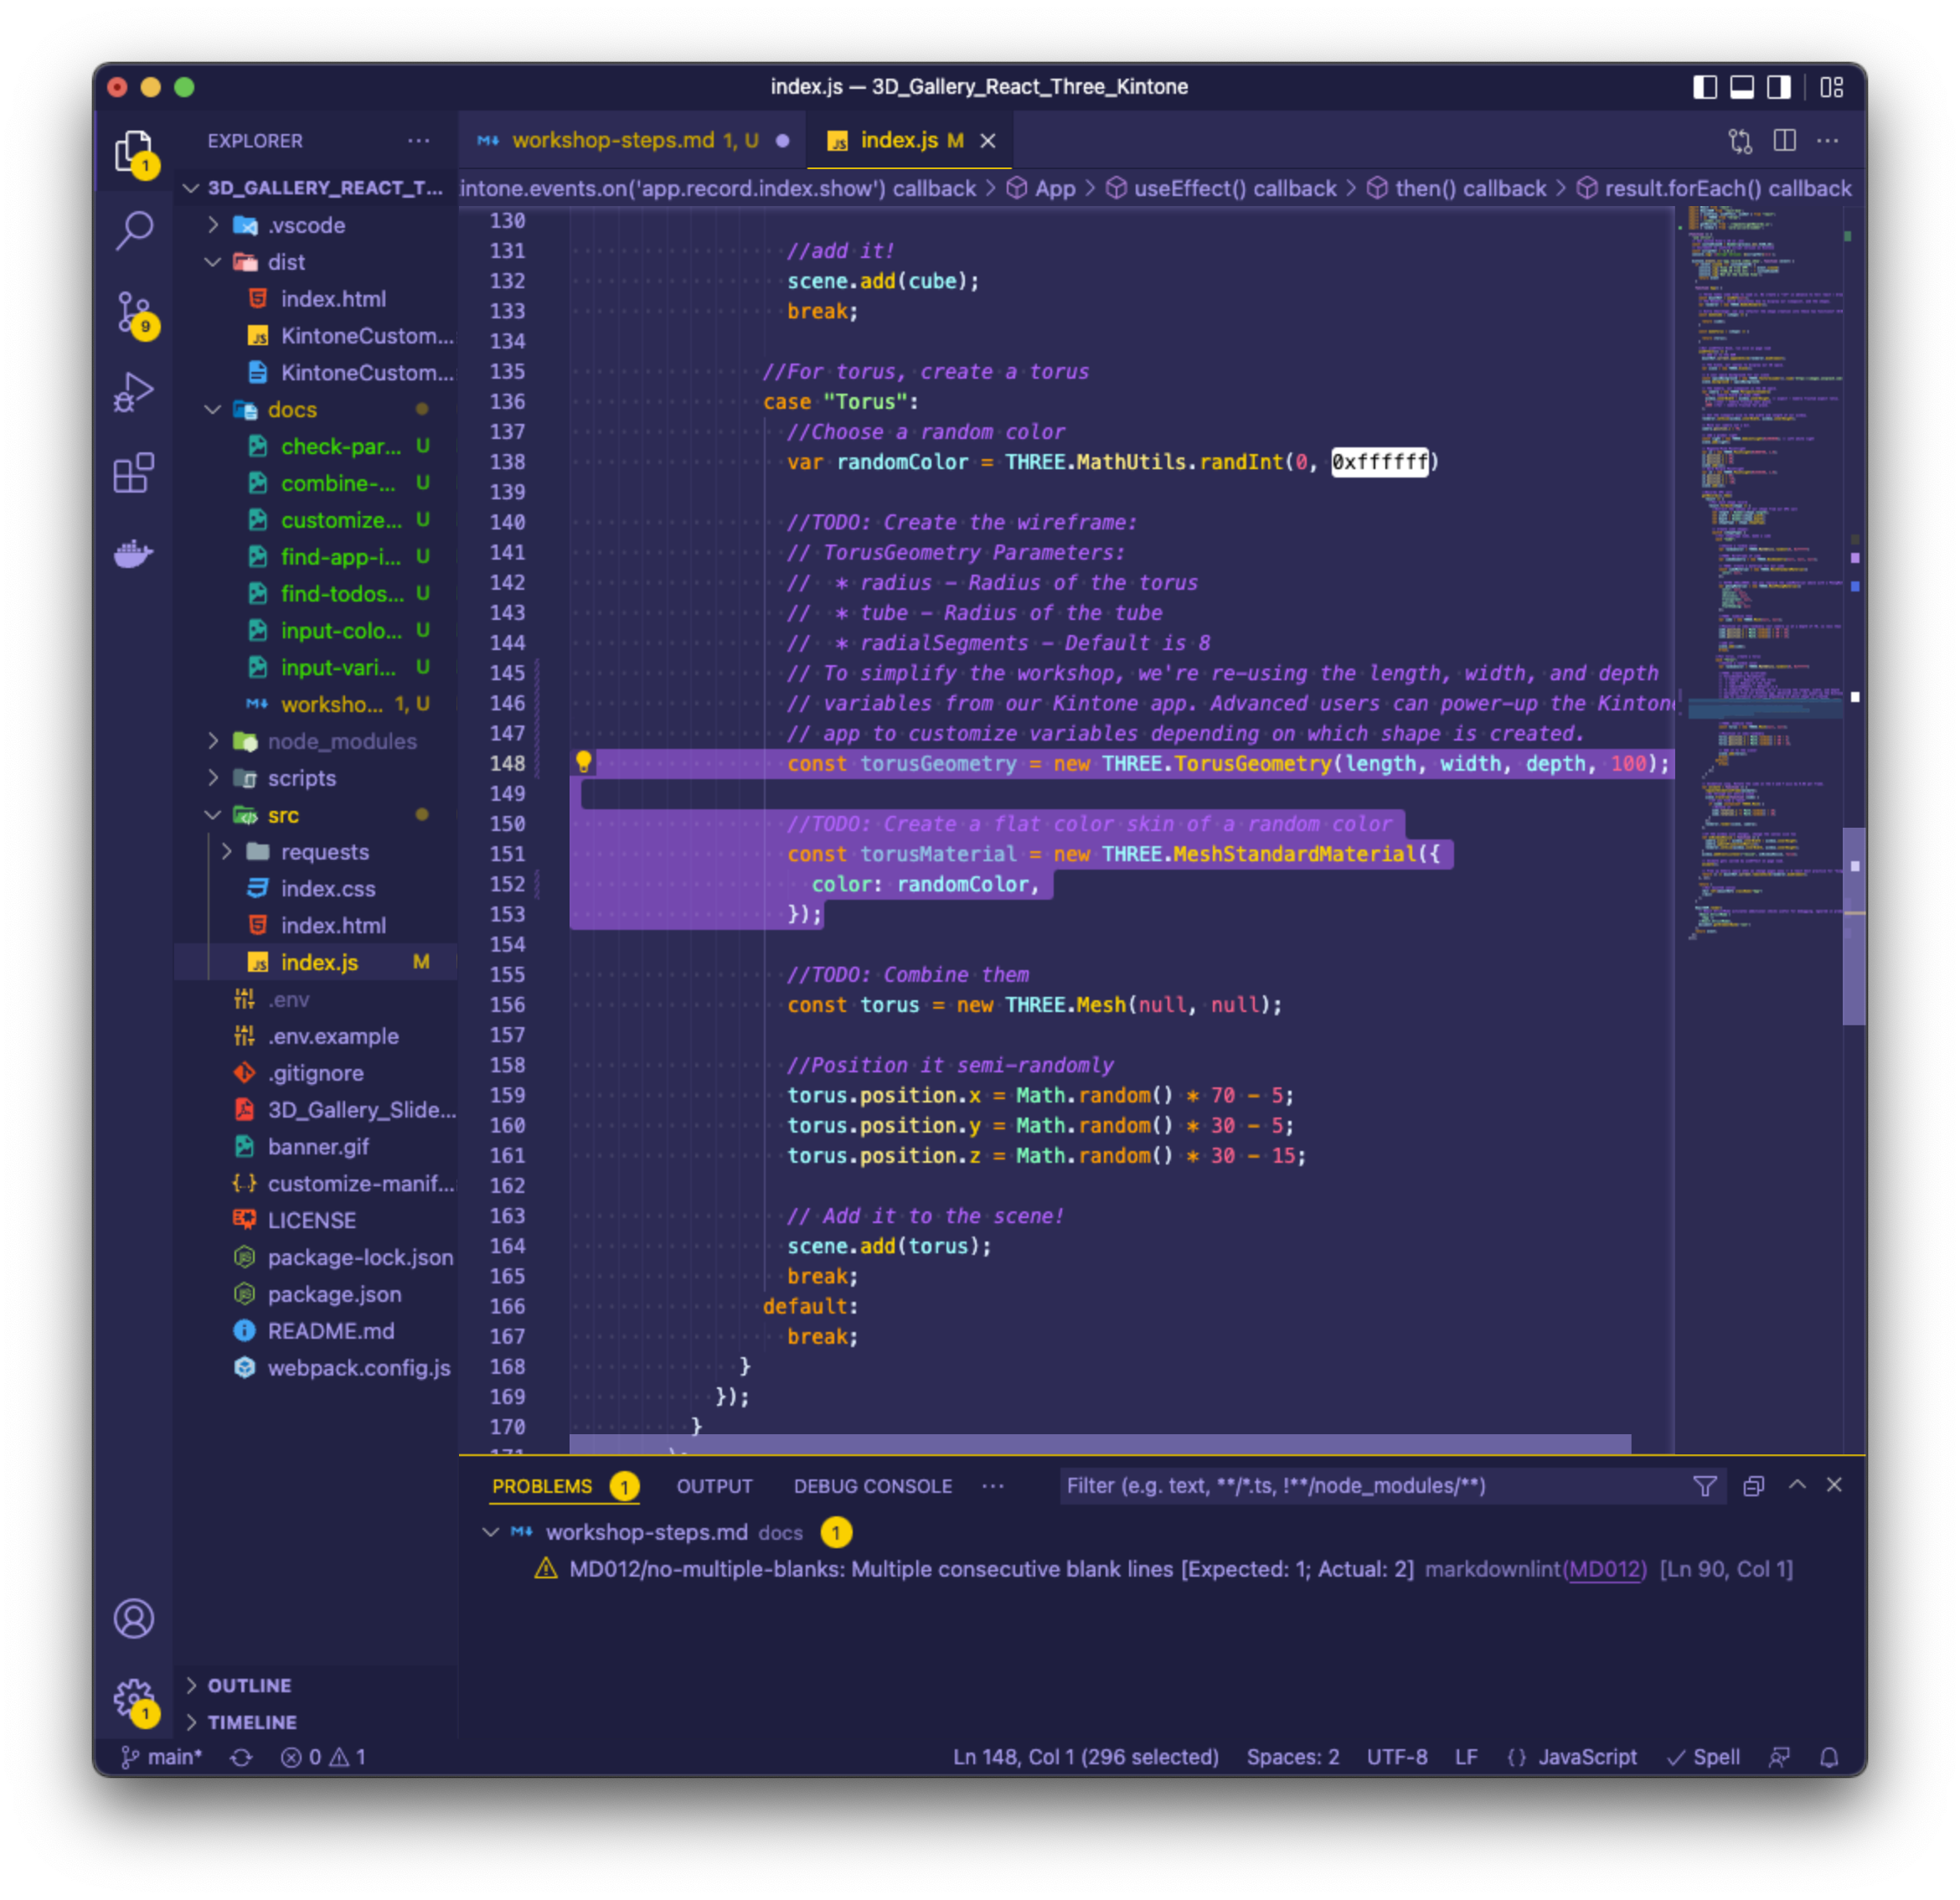 index.js — 3D_Gallery_React_Three_Kintone
1
9
1
EXPLORER
3D_GALLERY_REACT_T...
.vscode
dist
index.html
KintoneCustom...
KintoneCustom...
docs
check-par... U
combine-... U
customize... U
find-app-i... U
find-todos... U
input-colo... U
input-vari... U
worksho... 1, U
node_modules
scripts
src
requests
index.css
index.html
index.js M
.env
.env.example
.gitignore
3D_Gallery_Slide...
banner.gif
customize-manif...
LICENSE
package-lock.json
package.json
README.md
webpack.config.js
OUTLINE
TIMELINE
workshop-steps.md 1, U
JS index.js M
intone.events.on('app.record.index.show') callback > App > useEffect() callback > then() callback > result.forEach() callback
130
131 //add it!
132 scene.add(cube);
133 break;
134
135 //For torus, create a torus
136 case "Torus":
137 //Choose a random color
138 var randomColor = THREE.MathUtils.randInt(0, 0xffffff)
139
140 //TODO: Create the wireframe:
141 // TorusGeometry Parameters:
142 // * radius – Radius of the torus
143 // * tube – Radius of the tube
144 // * radialSegments – Default is 8
145 // To simplify the workshop, we're re-using the length, width, and depth
146 // variables from our Kintone app. Advanced users can power-up the Kintone
147 // app to customize variables depending on which shape is created.
148 const torusGeometry = new THREE.TorusGeometry(length, width, depth, 100);
149
150 //TODO: Create a flat color skin of a random color
151 const torusMaterial = new THREE.MeshStandardMaterial({
152 color: randomColor,
153 });
154
155 //TODO: Combine them
156 const torus = new THREE.Mesh(null, null);
157
158 //Position it semi-randomly
159 torus.position.x = Math.random() * 70 - 5;
160 torus.position.y = Math.random() * 30 - 5;
161 torus.position.z = Math.random() * 30 - 15;
162
163 // Add it to the scene!
164 scene.add(torus);
165 break;
166 default:
167 break;
168 }
169 });
170 }
PROBLEMS 1 OUTPUT DEBUG CONSOLE ... Filter (e.g. text, **/*.ts, !**/node_modules/**)
workshop-steps.md docs 1
MD012/no-multiple-blanks: Multiple consecutive blank lines [Expected: 1; Actual: 2] markdownlint(MD012) [Ln 90, Col 1]
main* 0 1 Ln 148, Col 1 (296 selected) Spaces: 2 UTF-8 LF {} JavaScript Spell